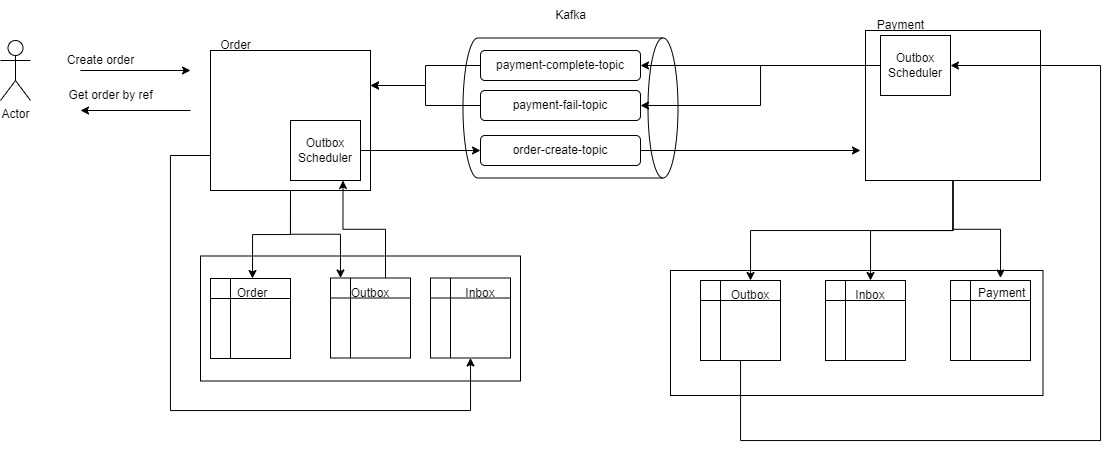 Kafka
Order
Payment
Create order
payment-complete-topic
Outbox
Scheduler
Get order by ref
payment-fail-topic
Actor
Outbox
Scheduler
order-create-topic
Order
Outbox
Inbox
Outbox
Inbox
Payment